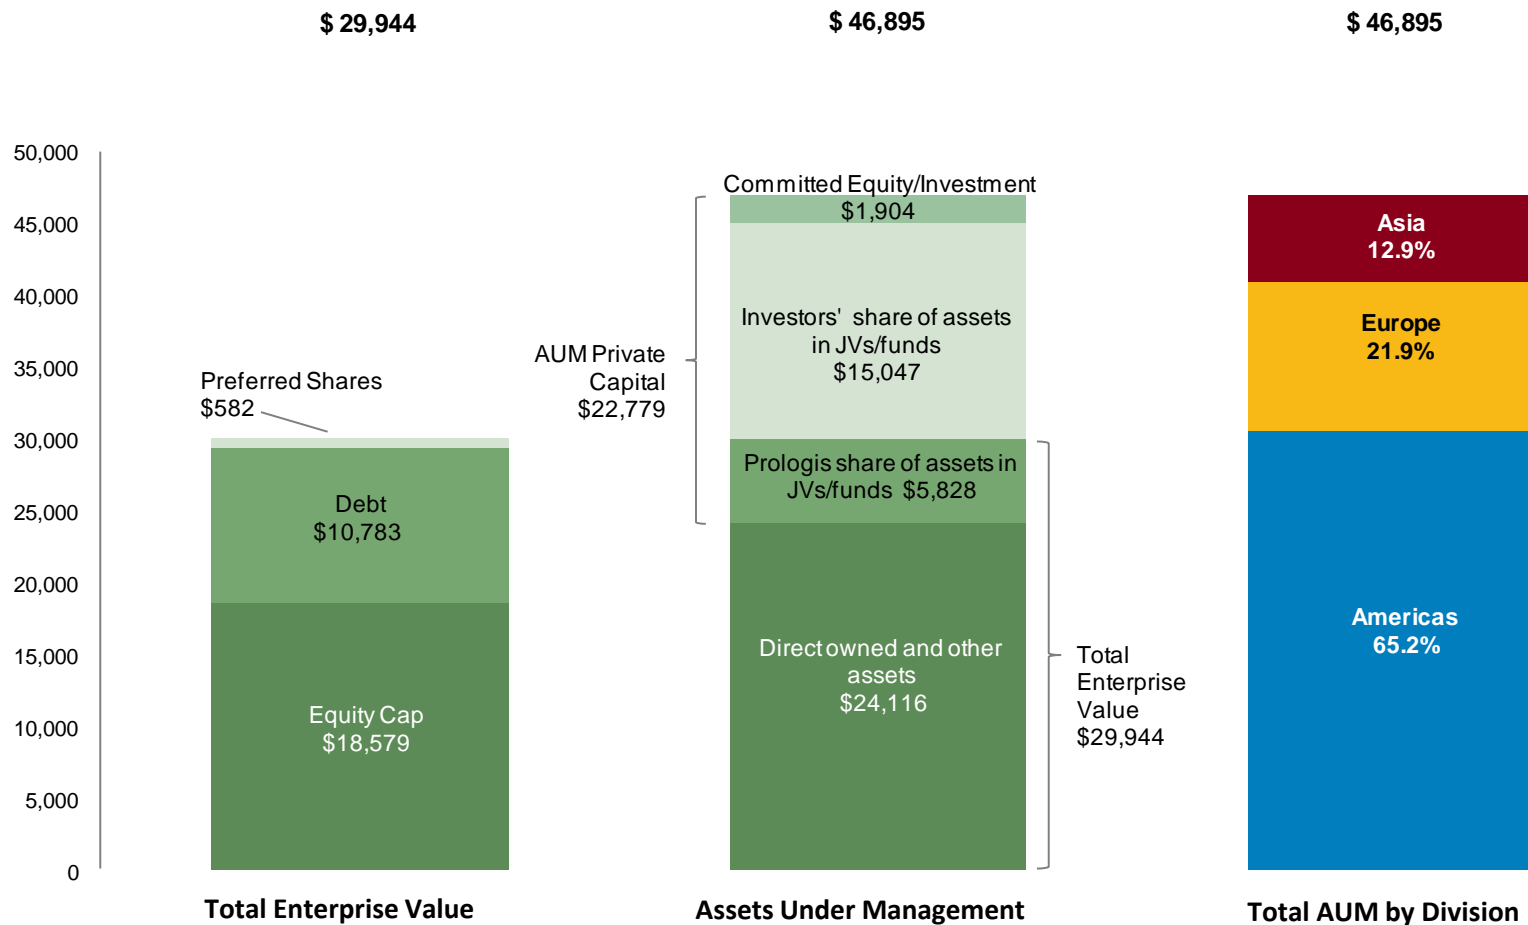 $ 29,944
$ 46,895
$ 46,895
50,000
45,000
40,000
35,000
30,000
25,000
20,000
15,000
10,000
5,000
0
Preferred Shares
$582
Debt
$10,783
Equity Cap
$18,579
Total Enterprise Value
AUM Private
Capital
$22,779
Committed Equity/Investment
$1,904
Investors' share of assets
in JVs/funds
$15,047
Prologis share of assets in
JVs/funds $5,828
Direct owned and other
assets
$24,116
Assets Under Management
Total
Enterprise
Value
$29,944
Asia
12.9%
Europe
21.9%
Americas
65.2%
Total AUM by Division